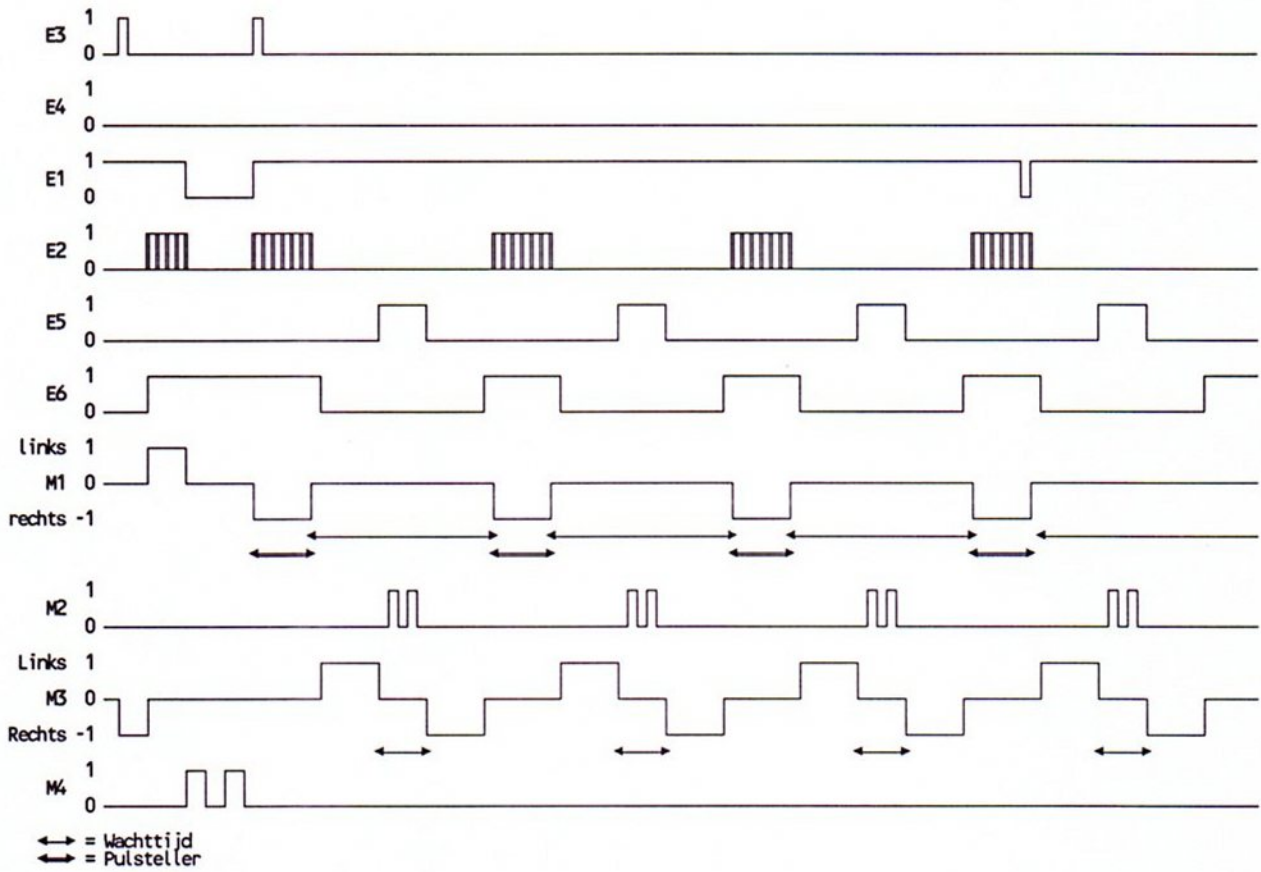 1
E3
0
1
E4
0
1
E1
0
1
E2
0
1
E5
0
1
E6
0
links 1
M1 0
rechts -1
1
M2
0
Links 1
M3 0
Rechts -1
1
M4
0
= Wachttijd
= Pulsteller